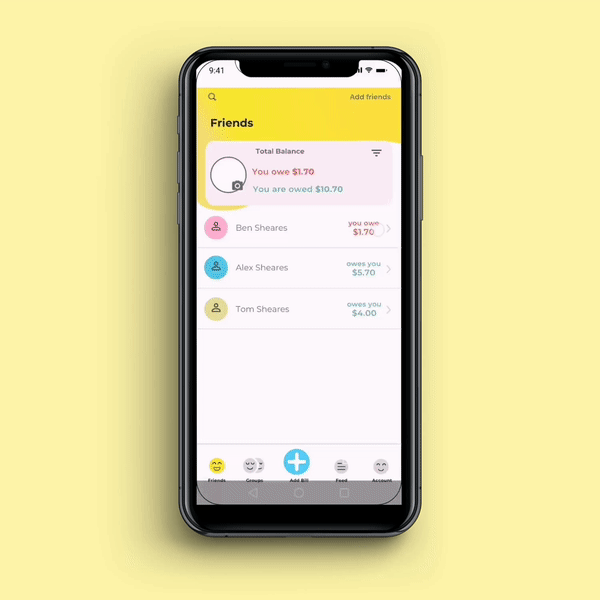 9:41
Add friends
Friends
Total Balance
You owe $1.70
You are owed $10.70
Ben Sheares
you owe
$1.70
Alex Sheares
owes you
$5.70
Tom Sheares
owes you
$4.00
Friends
Groups
Add Bill
Feed
Account